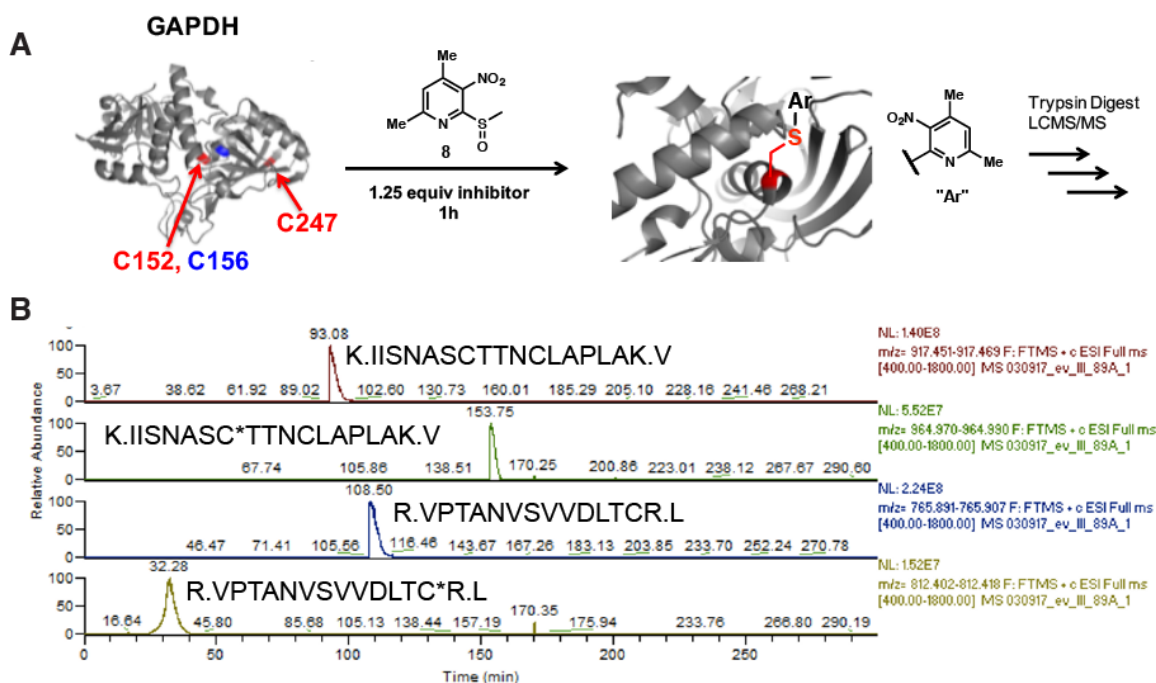 A
GAPDH
C152, C156
C247
Me
NO₂
Me
N
S
O
8
1.25 equiv inhibitor
1h
Ar
S
Me
NO₂
N
Me
"Ar"
Trypsin Digest
LCMS/MS
B
Relative Abundance
100
50
0
3.67 38.62 61.92 89.02 93.08 102.60 130.73 160.01 185.29 205.10 228.16 241.46 268.21
K.IISNASCTTNCLAPLAK.V
NL: 1.40E8
m/z= 917.451-917.469 F: FTMS + c ESI Full ms
[400.00-1800.00] MS 030917_ev_III_89A_1
100
50
0
67.74 105.86 138.51 153.75 170.25 200.86 223.01 238.12 267.67 290.60
K.IISNASC*TTNCLAPLAK.V
NL: 5.52E7
m/z= 964.970-964.990 F: FTMS + c ESI Full ms
[400.00-1800.00] MS 030917_ev_III_89A_1
100
50
0
46.47 71.41 105.56 108.50 116.46 143.67 167.26 183.13 203.85 233.70 252.24 270.78
R.VPTANVSVVDLTCR.L
NL: 2.24E8
m/z= 765.891-765.907 F: FTMS + c ESI Full ms
[400.00-1800.00] MS 030917_ev_III_89A_1
100
50
0
16.64 32.28 45.80 85.68 105.13 138.44 157.19 170.35 175.94 233.76 266.80 290.19
R.VPTANVSVVDLTC*R.L
NL: 1.52E7
m/z= 812.402-812.418 F: FTMS + c ESI Full ms
[400.00-1800.00] MS 030917_ev_III_89A_1
0 50 100 150 200 250
Time (min)